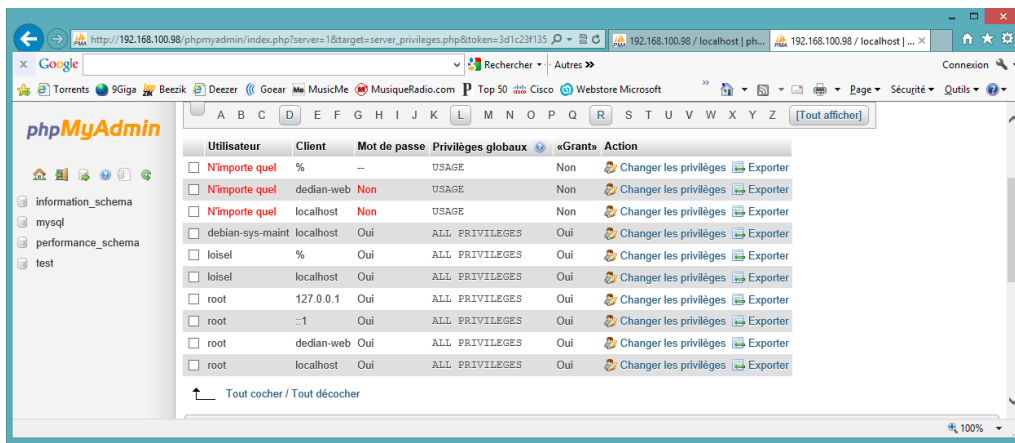 http://192.168.100.98/phpmyadmin/index.php?server=1&target=server_privileges.php&token=3d1c23f135
192.168.100.98 / localhost | ph...
192.168.100.98 / localhost | ...
x Google Rechercher Autres » Connexion
Torrents 9Giga Beezik Deezer Goear MusicMe MusiqueRadio.com Top 50 Cisco Webstore Microsoft » Page Sécurité Outils
phpMyAdmin
information_schema
mysql
performance_schema
test
A B C D E F G H I J K L M N O P Q R S T U V W X Y Z [Tout afficher]
Utilisateur Client Mot de passe Privilèges globaux «Grant» Action
N'importe quel % -- USAGE Non Changer les privilèges Exporter
N'importe quel dedian-web Non USAGE Non Changer les privilèges Exporter
N'importe quel localhost Non USAGE Non Changer les privilèges Exporter
debian-sys-maint localhost Oui ALL PRIVILEGES Oui Changer les privilèges Exporter
loisel % Oui ALL PRIVILEGES Oui Changer les privilèges Exporter
loisel localhost Oui ALL PRIVILEGES Oui Changer les privilèges Exporter
root 127.0.0.1 Oui ALL PRIVILEGES Oui Changer les privilèges Exporter
root ::1 Oui ALL PRIVILEGES Oui Changer les privilèges Exporter
root dedian-web Oui ALL PRIVILEGES Oui Changer les privilèges Exporter
root localhost Oui ALL PRIVILEGES Oui Changer les privilèges Exporter
Tout cocher / Tout décocher
100%